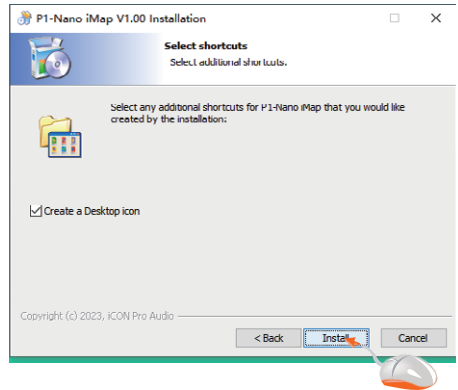 P1-Nano iMap V1.00 Installation
Select shortcuts
Select additional shortcuts.
Select any additional shortcuts for P1-Nano iMap that you would like
created by the installation:
Create a Desktop icon
Copyright (c) 2023, iCON Pro Audio
< Back
Install
Cancel